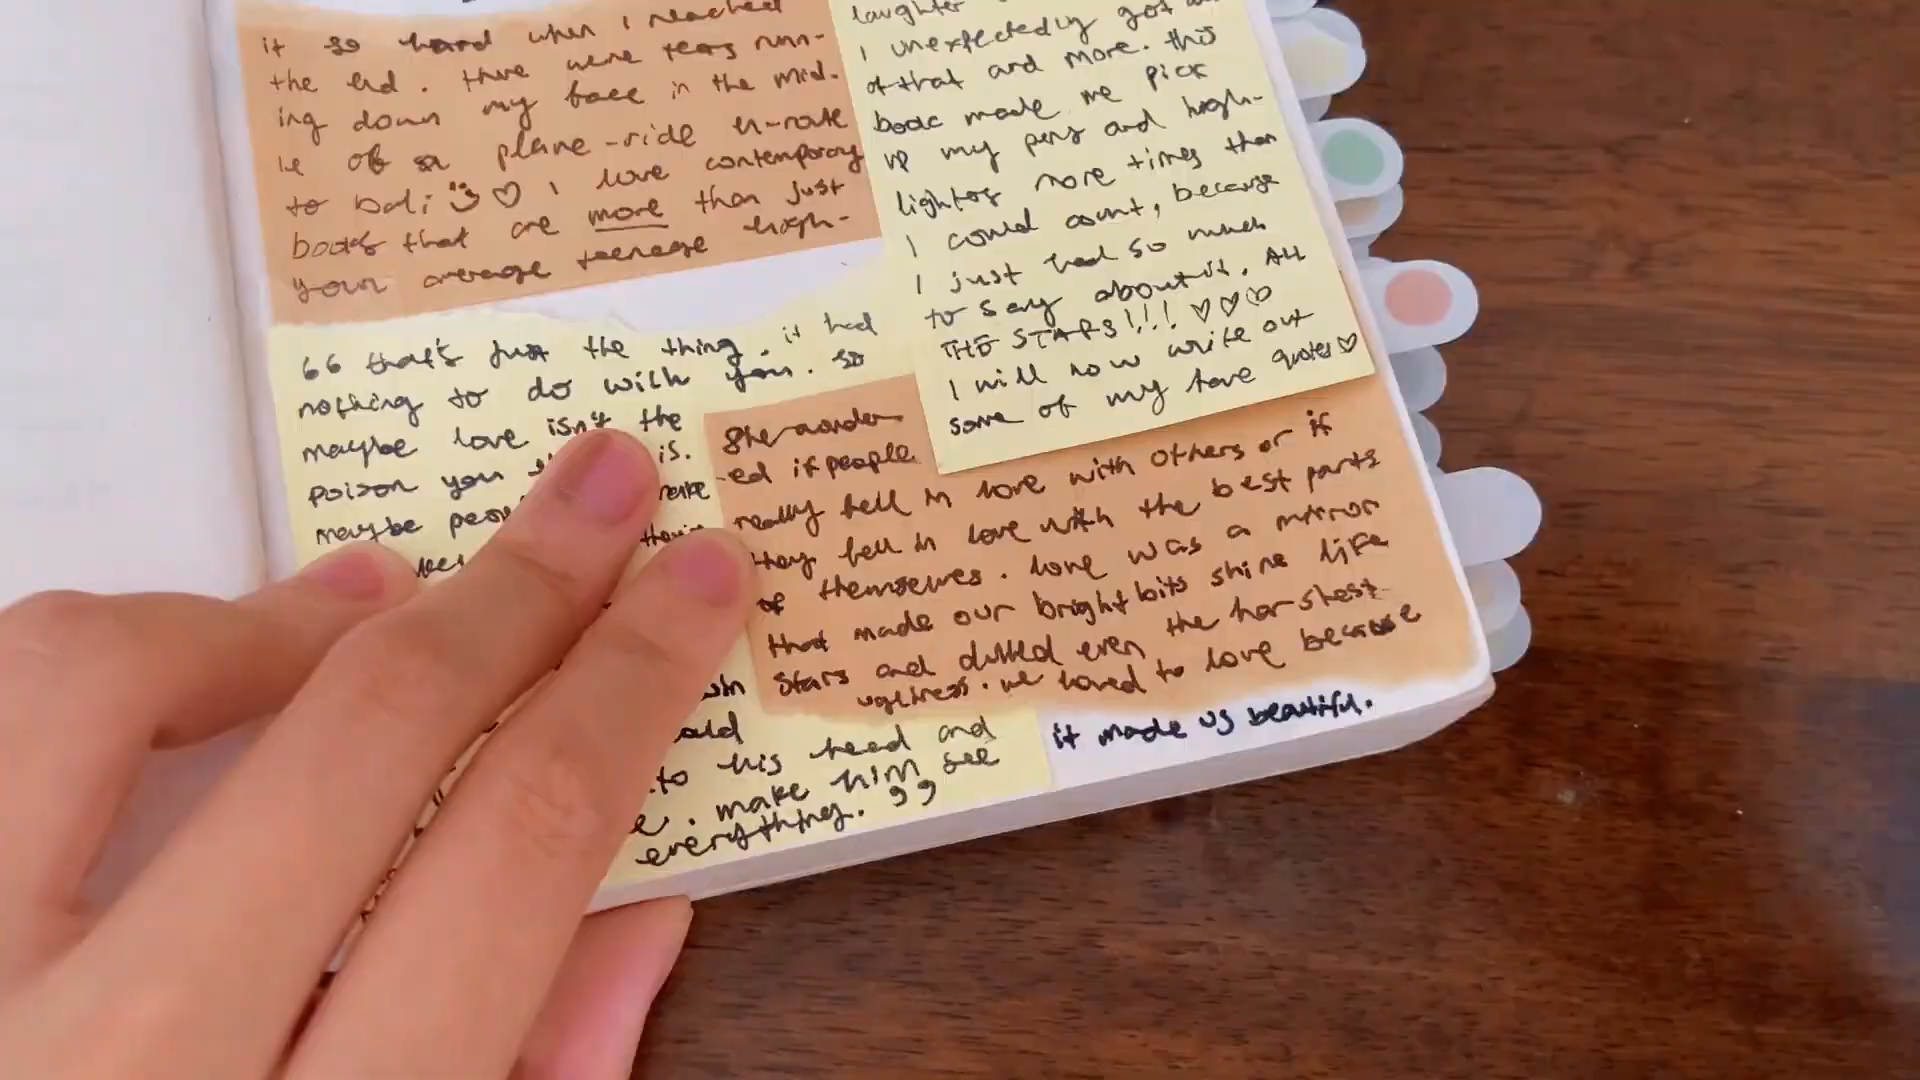 it so hard when I reached
the end. there were tears runn-
ing down my face in the midd-
le of a plane-ride en-route
to bali ♡ I love contemporary
books that are more than just
your average teenage high-
laughter
I unexpectedly got
of that and more. this
book made me pick
up my pens and high-
lighter more times than
I could count, because
I just had so much
to say about it. ALL
THE STARS!!! ♡♡♡
I will now write out
some of my fave quotes ♡
66 that's just the thing. it had
nothing to do with you. so
maybe love isn't the
poison you is.
maybe
make
his head and
. make him see
everything. 99
She wonder
-ed if people
really fell in love with others or if
they fell in love with the best parts
of themselves. love was a mirror
that made our bright bits shine like
stars and dulled even the harshest
ugliness. we loved to love because
it made us beautiful.